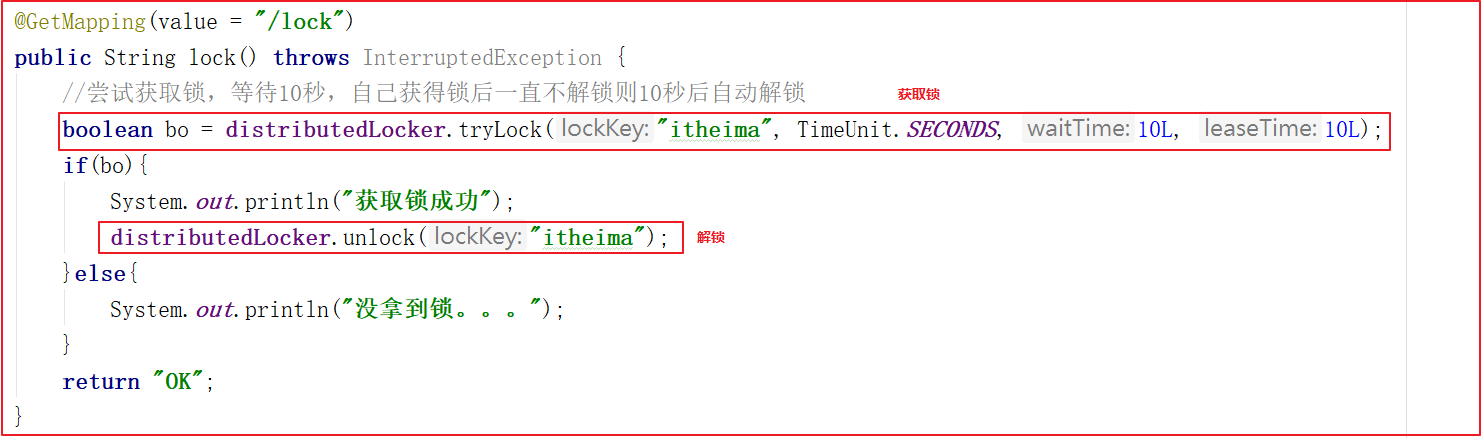 @GetMapping(value = "/lock")
public String lock() throws InterruptedException {
//尝试获取锁，等待10秒，自己获得锁后一直不解锁则10秒后自动解锁 获取锁
boolean bo = distributedLocker.tryLock( lockKey: "itheima", TimeUnit.SECONDS, waitTime: 10L, leaseTime: 10L);
if(bo){
System.out.println("获取锁成功");
distributedLocker.unlock( lockKey: "itheima"); 解锁
}else{
System.out.println("没拿到锁。。。");
}
return "OK";
}